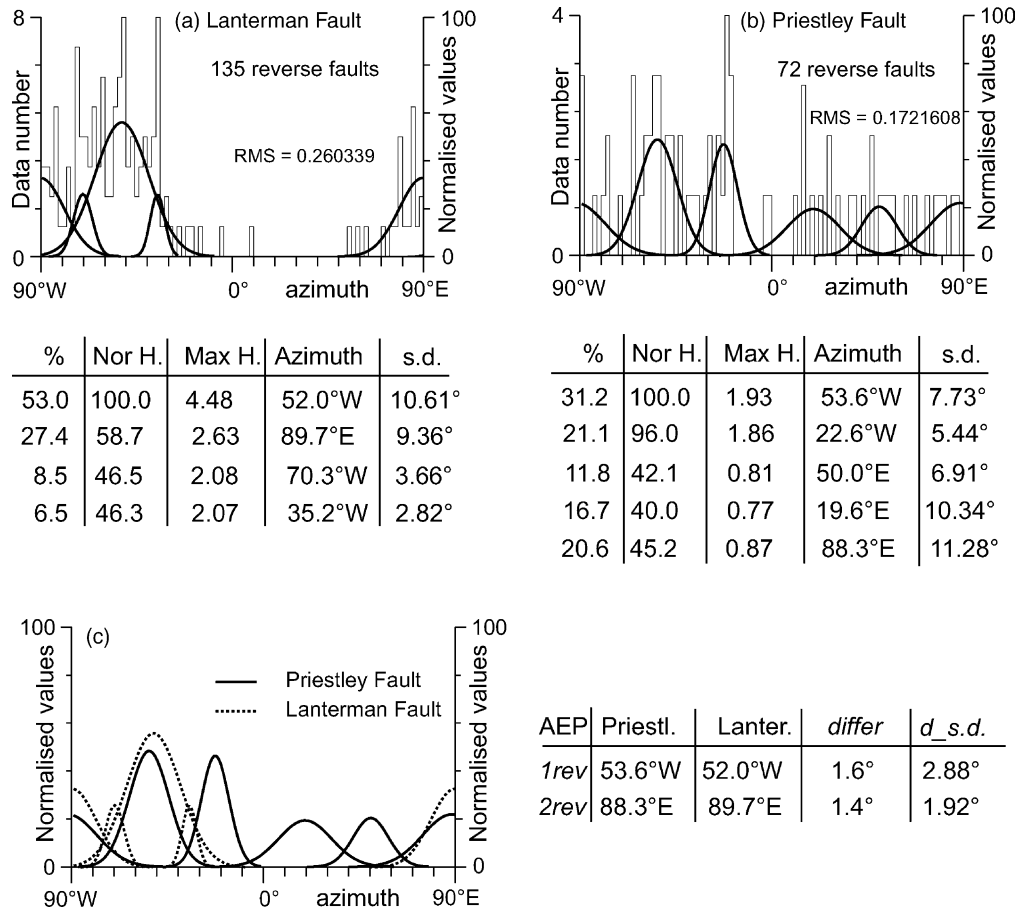 (a) Lanterman Fault
8
100
135 reverse faults
RMS = 0.260339
Data number
Normalised values
0
0
90°W
0°
azimuth
90°E
% Nor H. Max H. Azimuth s.d.
53.0 100.0 4.48 52.0°W 10.61°
27.4 58.7 2.63 89.7°E 9.36°
8.5 46.5 2.08 70.3°W 3.66°
6.5 46.3 2.07 35.2°W 2.82°
(b) Priestley Fault
4
100
72 reverse faults
RMS = 0.1721608
Data number
Normalised values
0
0
90°W
0°
azimuth
90°E
% Nor H. Max H. Azimuth s.d.
31.2 100.0 1.93 53.6°W 7.73°
21.1 96.0 1.86 22.6°W 5.44°
11.8 42.1 0.81 50.0°E 6.91°
16.7 40.0 0.77 19.6°E 10.34°
20.6 45.2 0.87 88.3°E 11.28°
100
(c)
100
Priestley Fault
Lanterman Fault
Normalised values
Normalised values
0
0
90°W
0°
azimuth
90°E
AEP Priestl. Lanter. differ d_s.d.
1rev 53.6°W 52.0°W 1.6° 2.88°
2rev 88.3°E 89.7°E 1.4° 1.92°